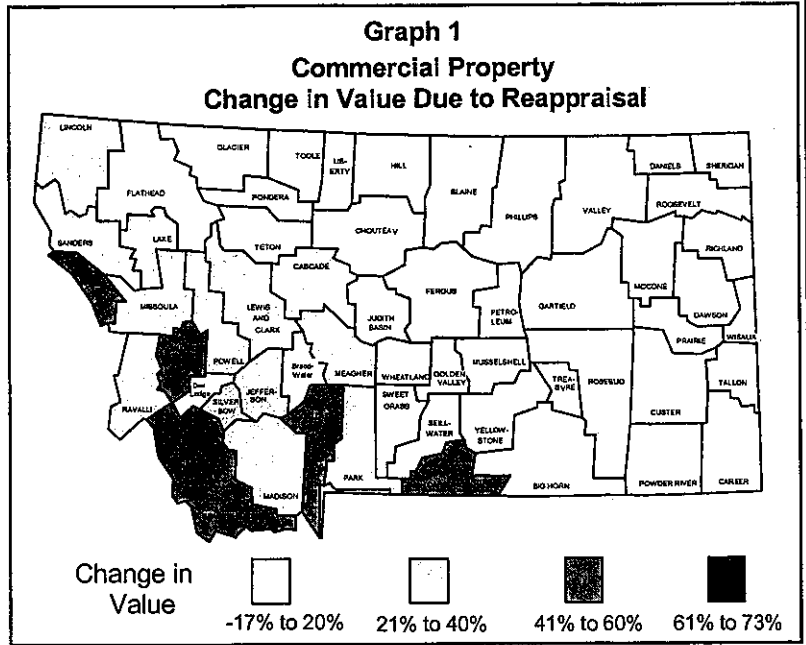 Graph 1
Commercial Property
Change in Value Due to Reappraisal
LINCOLN
GLACIER
TOOLE
LIB-
ERTY
HILL
BLAINE
PHILLIPS
VALLEY
DANIELS
SHERIDAN
FLATHEAD
PONDERA
ROOSEVELT
SANDERS
LAKE
TETON
CHOUTEAU
RICHLAND
MISSOULA
LEWIS
AND
CLARK
CASCADE
JUDITH
BASIN
FERGUS
PETRO-
LEUM
GARFIELD
MCCONE
DAWSON
WIBAUX
PRAIRIE
POWELL
Broad-
Water
MEAGHER
WHEATLAND
GOLDEN
VALLEY
MUSSELSHELL
TREA-
SURE
ROSEBUD
CUSTER
FALLON
RAVALLI
Deer
Lodge
SILVER
BOW
JEFFER-
SON
SWEET
GRASS
STILL-
WATER
YELLOW-
STONE
MADISON
PARK
BIG HORN
POWDER RIVER
CARTER
Change in
Value
-17% to 20%
21% to 40%
41% to 60%
61% to 73%